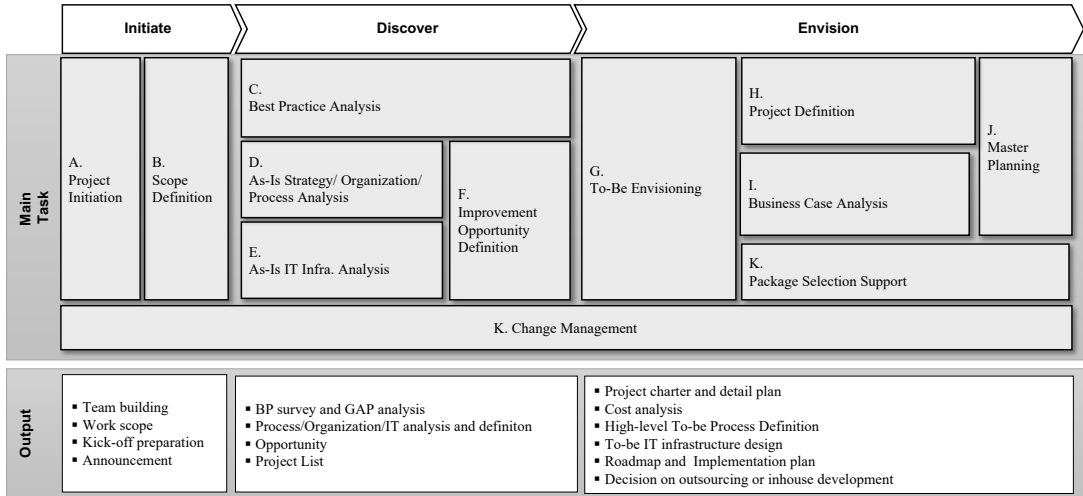 Initiate
Discover
Envision
Main
Task
A.
Project
Initiation
B.
Scope
Definition
C.
Best Practice Analysis
D.
As-Is Strategy/ Organization/
Process Analysis
E.
As-Is IT Infra. Analysis
F.
Improvement
Opportunity
Definition
G.
To-Be Envisioning
H.
Project Definition
I.
Business Case Analysis
J.
Master
Planning
K.
Package Selection Support
K. Change Management
Output
▪ Team building
▪ Work scope
▪ Kick-off preparation
▪ Announcement
▪ BP survey and GAP analysis
▪ Process/Organization/IT analysis and definiton
▪ Opportunity
▪ Project List
▪ Project charter and detail plan
▪ Cost analysis
▪ High-level To-be Process Definition
▪ To-be IT infrastructure design
▪ Roadmap and Implementation plan
▪ Decision on outsourcing or inhouse development